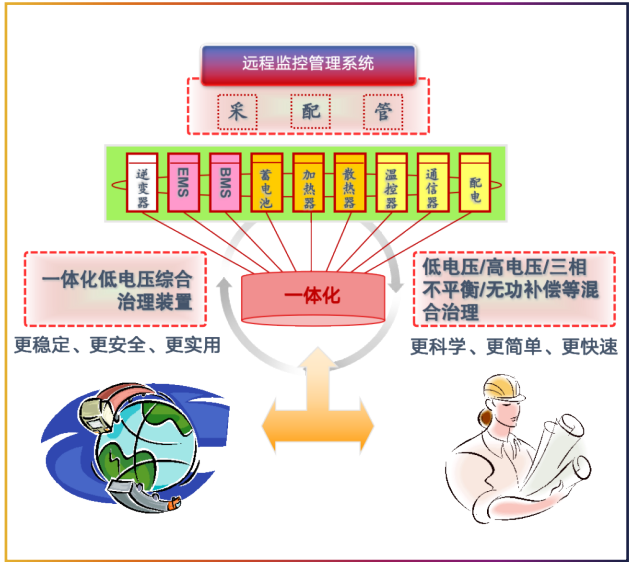 远程监控管理系统
采 配 管
逆变器 EMS BMS 蓄电池 加热器 散热器 温控器 通信器 配电
一体化低电压综合
治理装置
一体化
低电压/高电压/三相
不平衡/无功补偿等混
合治理
更稳定、更安全、更实用
更科学、更简单、更快速